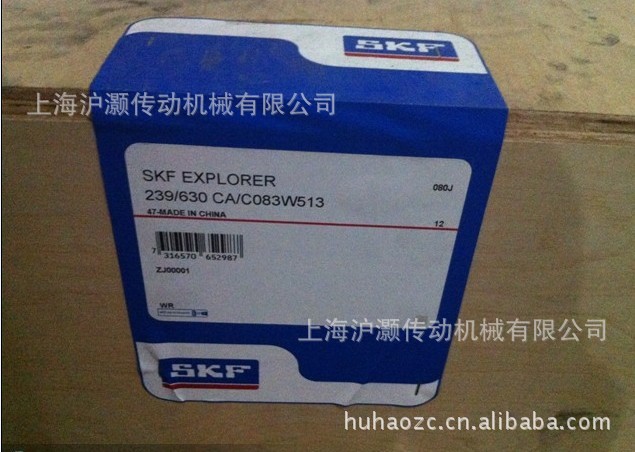 SKF
上海沪灏传动机械有限公司
SKF EXPLORER
080J
239/630 CA/C083W513
47-MADE IN CHINA
12
7 316570 652987
ZJ00001
WR
上海沪灏传动机械有限公司
SKF
huhaozc.cn.alibaba.com